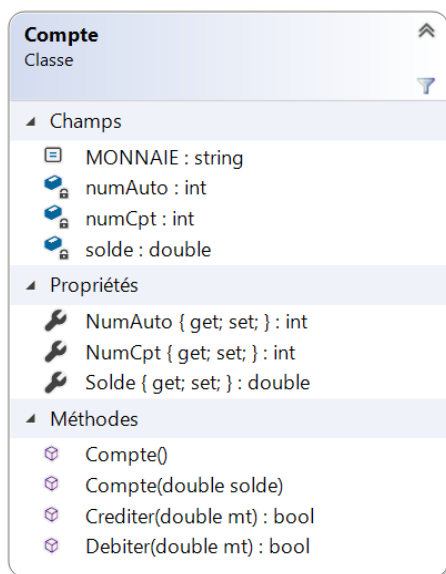 Compte
Classe
Champs
MONNAIE : string
numAuto : int
numCpt : int
solde : double
Propriétés
NumAuto { get; set; } : int
NumCpt { get; set; } : int
Solde { get; set; } : double
Méthodes
Compte()
Compte(double solde)
Crediter(double mt) : bool
Debiter(double mt) : bool